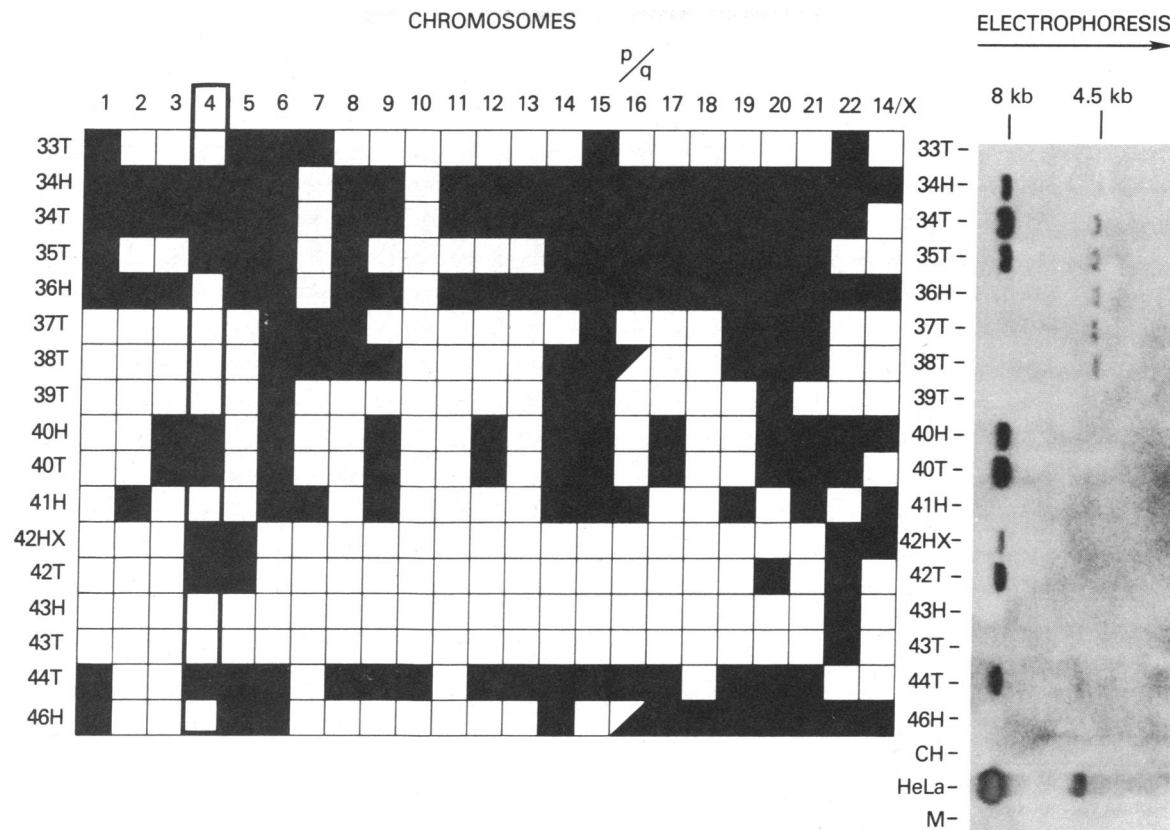 CHROMOSOMES
ELECTROPHORESIS
p/q
8 kb 4.5 kb
1 2 3 4 5 6 7 8 9 10 11 12 13 14 15 16 17 18 19 20 21 22 14/X
33T 33T –
34H 34H –
34T 34T –
35T 35T –
36H 36H –
37T 37T –
38T 38T –
39T 39T –
40H 40H –
40T 40T –
41H 41H –
42HX 42HX –
42T 42T –
43H 43H –
43T 43T –
44T 44T –
46H 46H –
CH –
HeLa –
M –